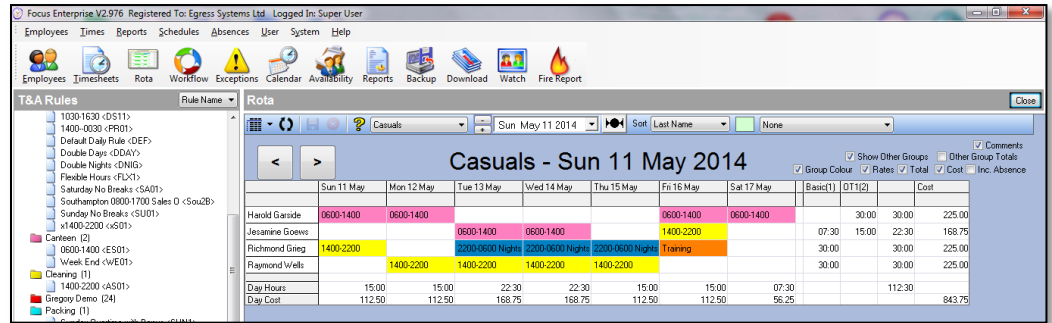 Focus Enterprise V2.976 Registered To: Egress Systems Ltd Logged In: Super User
Employees Times Reports Schedules Absences User System Help
Employees Timesheets Rota Workflow Exceptions Calendar Availability Reports Backup Download Watch Fire Report
T&A Rules Rule Name Rota Close
1030-1630 <DS11>
1400--0030 <PR01>
Default Daily Rule <DEF>
Double Days <DDAY>
Double Nights <DNIG>
Flexible Hours <FLX1>
Saturday No Breaks <SA01>
Southampton 0800-1700 Sales O <Sou2B>
Sunday No Breaks <SU01>
x1400-2200 <xS01>
Canteen (2)
0600-1400 <ES01>
Week End <WE01>
Cleaning (1)
1400-2200 <AS01>
Gregory Demo (24)
Packing (1)
Casuals Sun May 11 2014 Sort Last Name None
< > Casuals - Sun 11 May 2014
Comments
Show Other Groups Other Group Totals
Group Colour Rates Total Cost Inc. Absence
Sun 11 May Mon 12 May Tue 13 May Wed 14 May Thu 15 May Fri 16 May Sat 17 May Basic(1) OT1(2) Cost
Harold Garside 0600-1400 0600-1400 0600-1400 0600-1400 30:00 30:00 225.00
Jesamine Goews 0600-1400 0600-1400 1400-2200 07:30 15:00 22:30 168.75
Richmond Grieg 1400-2200 2200-0600 Nights 2200-0600 Nights 2200-0600 Nights Training 30:00 30:00 225.00
Raymond Wells 1400-2200 1400-2200 1400-2200 1400-2200 30:00 30:00 225.00
Day Hours 15:00 15:00 22:30 22:30 15:00 15:00 07:30 112:30
Day Cost 112.50 112.50 168.75 168.75 112.50 112.50 56.25 843.75